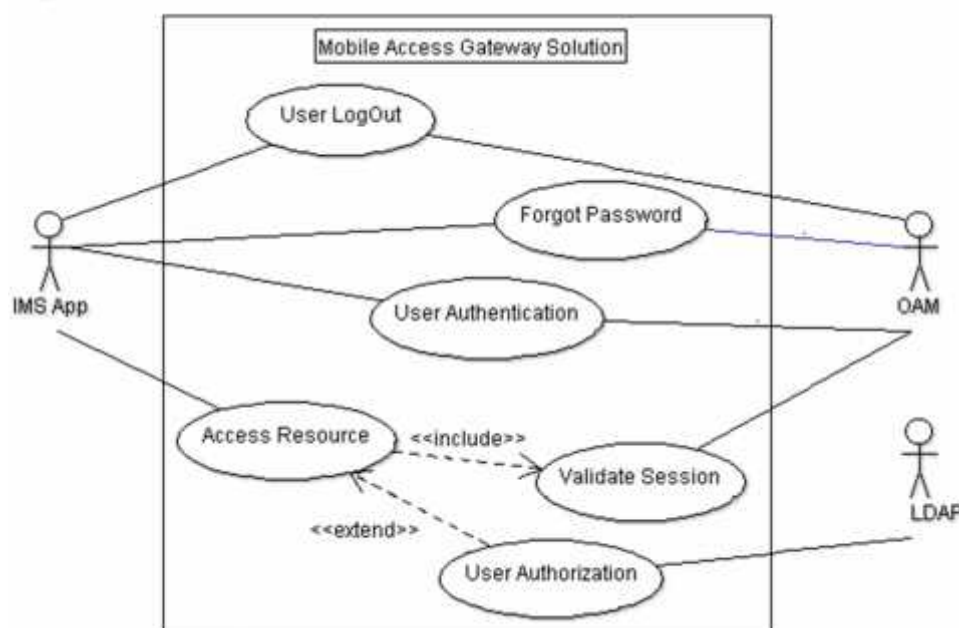 Mobile Access Gateway Solution
User LogOut
Forgot Password
IMS App
OAM
User Authentication
Access Resource
<<include>>
Validate Session
LDAP
<<extend>>
User Authorization